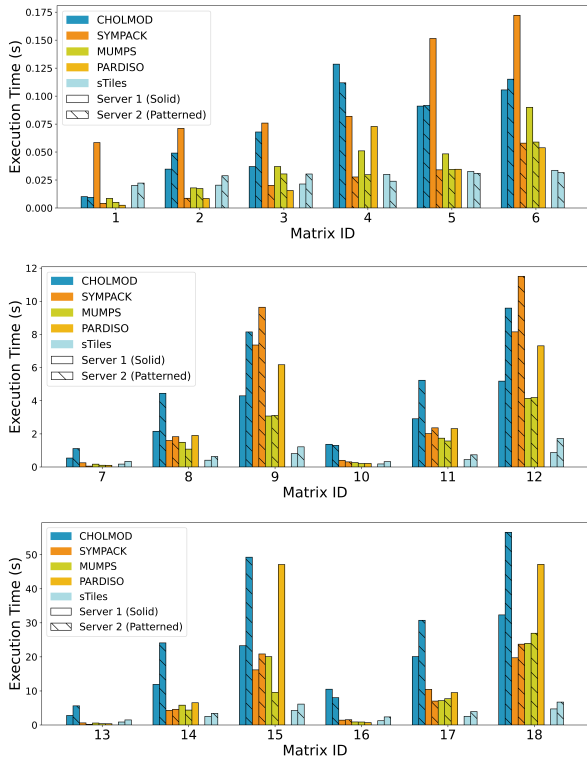 0.175
0.150
0.125
0.100
0.075
0.050
0.025
0.000
Execution Time (s)
CHOLMOD
SYMPACK
MUMPS
PARDISO
sTiles
Server 1 (Solid)
Server 2 (Patterned)
1 2 3 4 5 6
Matrix ID
12
10
8
6
4
2
0
Execution Time (s)
CHOLMOD
SYMPACK
MUMPS
PARDISO
sTiles
Server 1 (Solid)
Server 2 (Patterned)
7 8 9 10 11 12
Matrix ID
50
40
30
20
10
0
Execution Time (s)
CHOLMOD
SYMPACK
MUMPS
PARDISO
sTiles
Server 1 (Solid)
Server 2 (Patterned)
13 14 15 16 17 18
Matrix ID